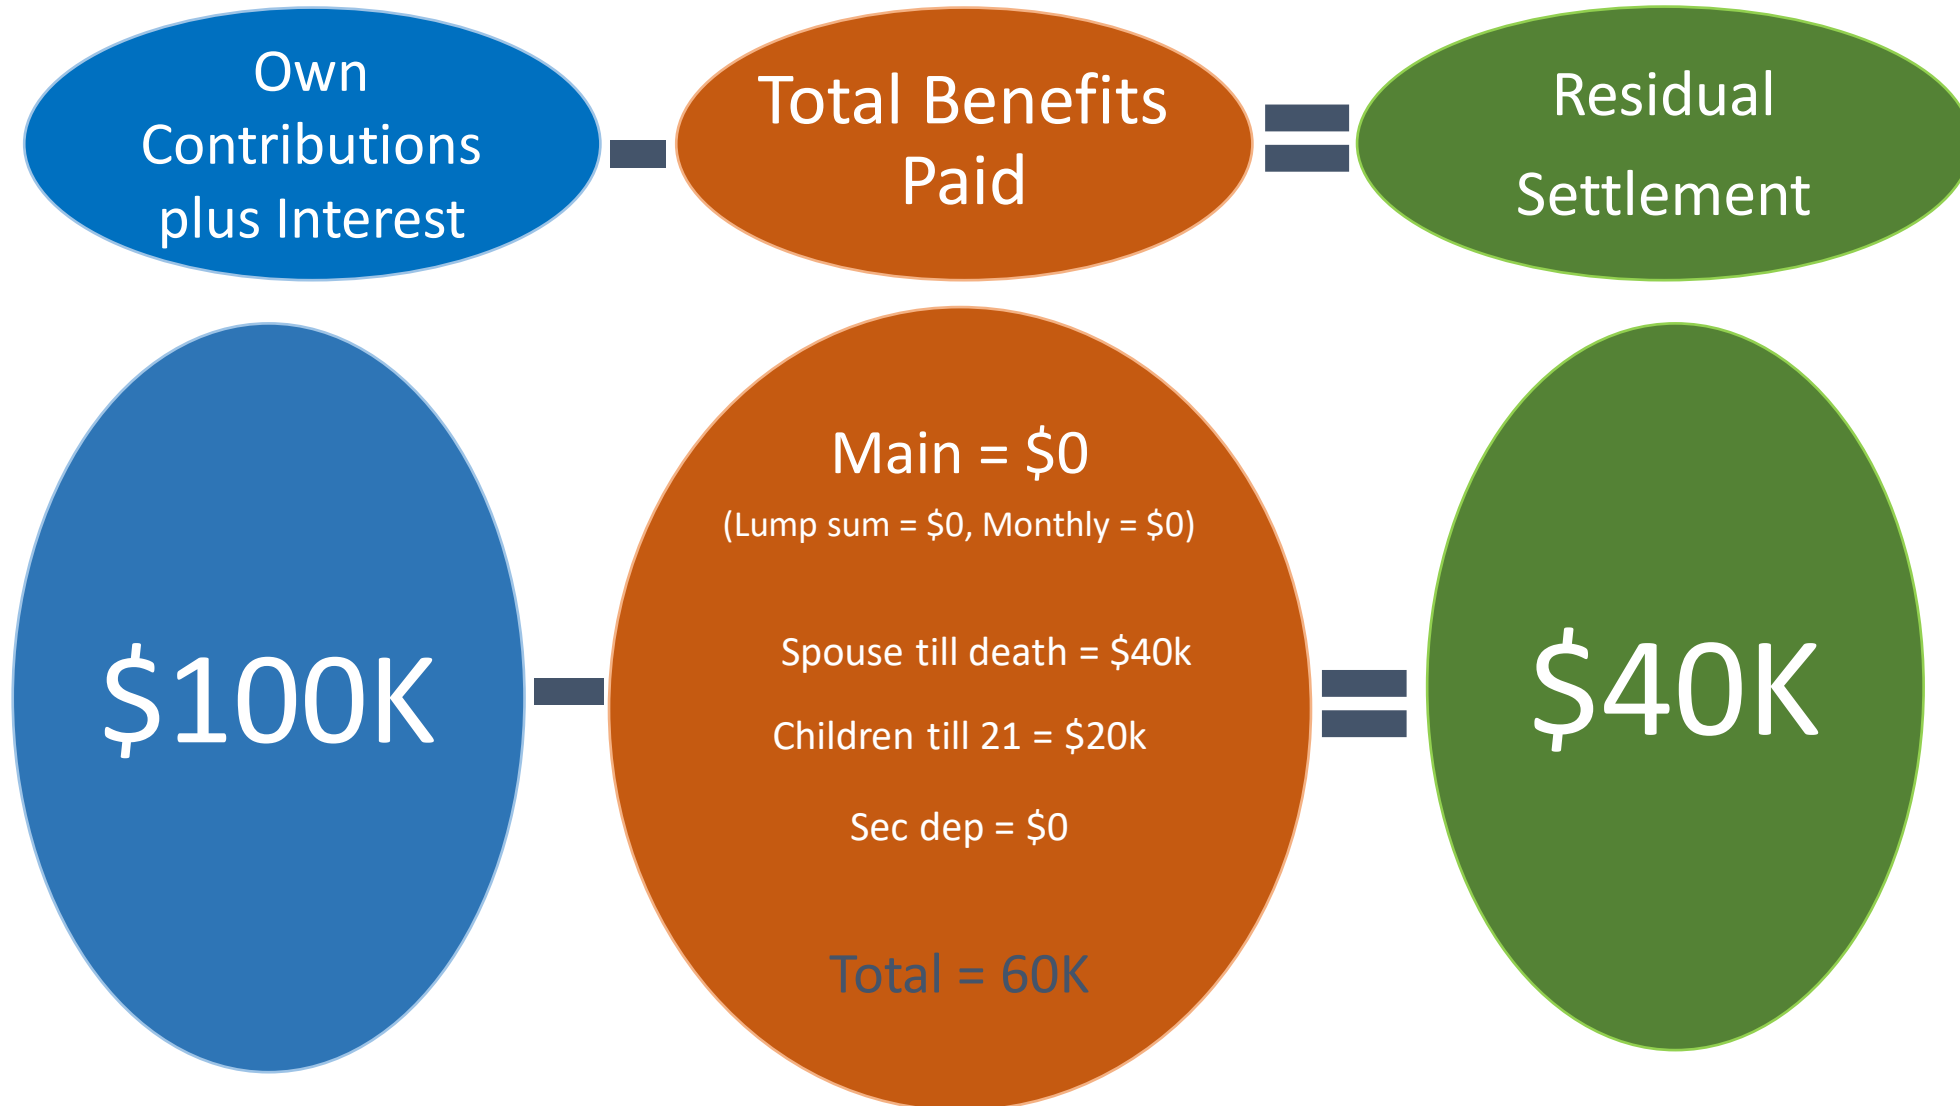 Own
Contributions
plus Interest
Total Benefits
Paid
Residual
Settlement
$100K
Main = $0
(Lump sum = $0, Monthly = $0)
Spouse till death = $40k
Children till 21 = $20k
Sec dep = $0
Total = 60K
$40K